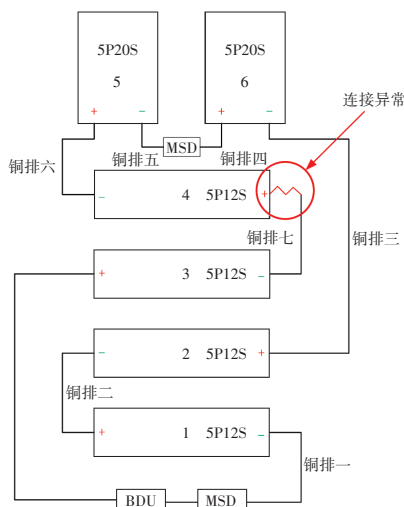 5P20S
5
+ −
5P20S
6
+ −
连接异常
MSD
铜排六
铜排五
铜排四
− 4 5P12S +
铜排七
铜排三
+ 3 5P12S −
− 2 5P12S +
铜排二
+ 1 5P12S −
铜排一
BDU
MSD